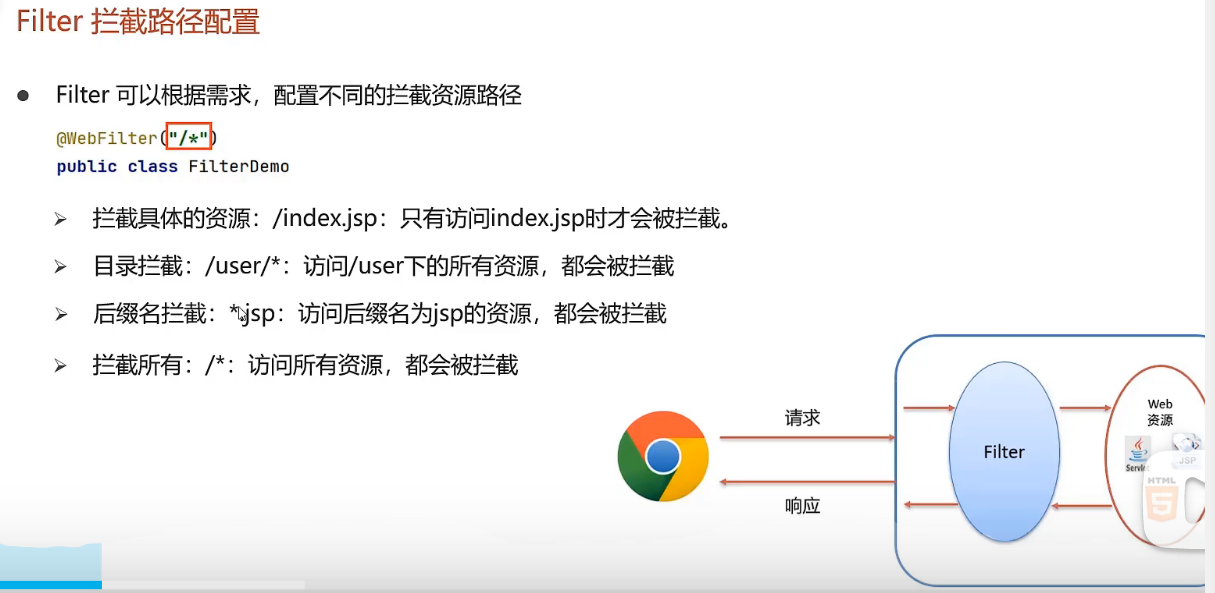 Filter 拦截路径配置
Filter 可以根据需求，配置不同的拦截资源路径
@WebFilter("/*")
public class FilterDemo
拦截具体的资源：/index.jsp：只有访问index.jsp时才会被拦截。
目录拦截：/user/*：访问/user下的所有资源，都会被拦截
后缀名拦截：*.jsp：访问后缀名为jsp的资源，都会被拦截
拦截所有：/*：访问所有资源，都会被拦截
请求
响应
Filter
Web
资源
JSP
HTML
5